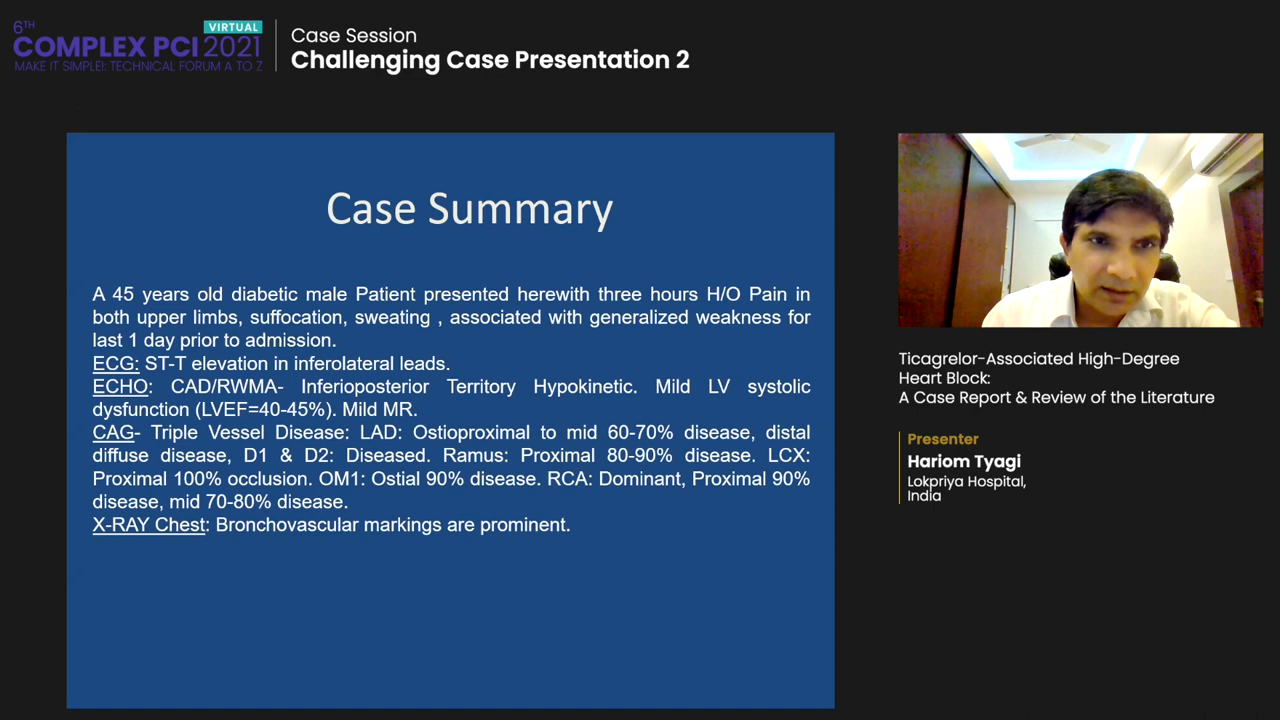 6TH
VIRTUAL
COMPLEX PCI 2021
MAKE IT SIMPLE!: TECHNICAL FORUM A TO Z
Case Session
Challenging Case Presentation 2
Case Summary
A 45 years old diabetic male Patient presented herewith three hours H/O Pain in
both upper limbs, suffocation, sweating , associated with generalized weakness for
last 1 day prior to admission.
ECG: ST-T elevation in inferolateral leads.
ECHO: CAD/RWMA- Inferioposterior Territory Hypokinetic. Mild LV systolic
dysfunction (LVEF=40-45%). Mild MR.
CAG- Triple Vessel Disease: LAD: Ostioproximal to mid 60-70% disease, distal
diffuse disease, D1 & D2: Diseased. Ramus: Proximal 80-90% disease. LCX:
Proximal 100% occlusion. OM1: Ostial 90% disease. RCA: Dominant, Proximal 90%
disease, mid 70-80% disease.
X-RAY Chest: Bronchovascular markings are prominent.
Ticagrelor-Associated High-Degree
Heart Block:
A Case Report & Review of the Literature
Presenter
Hariom Tyagi
Lokpriya Hospital,
India